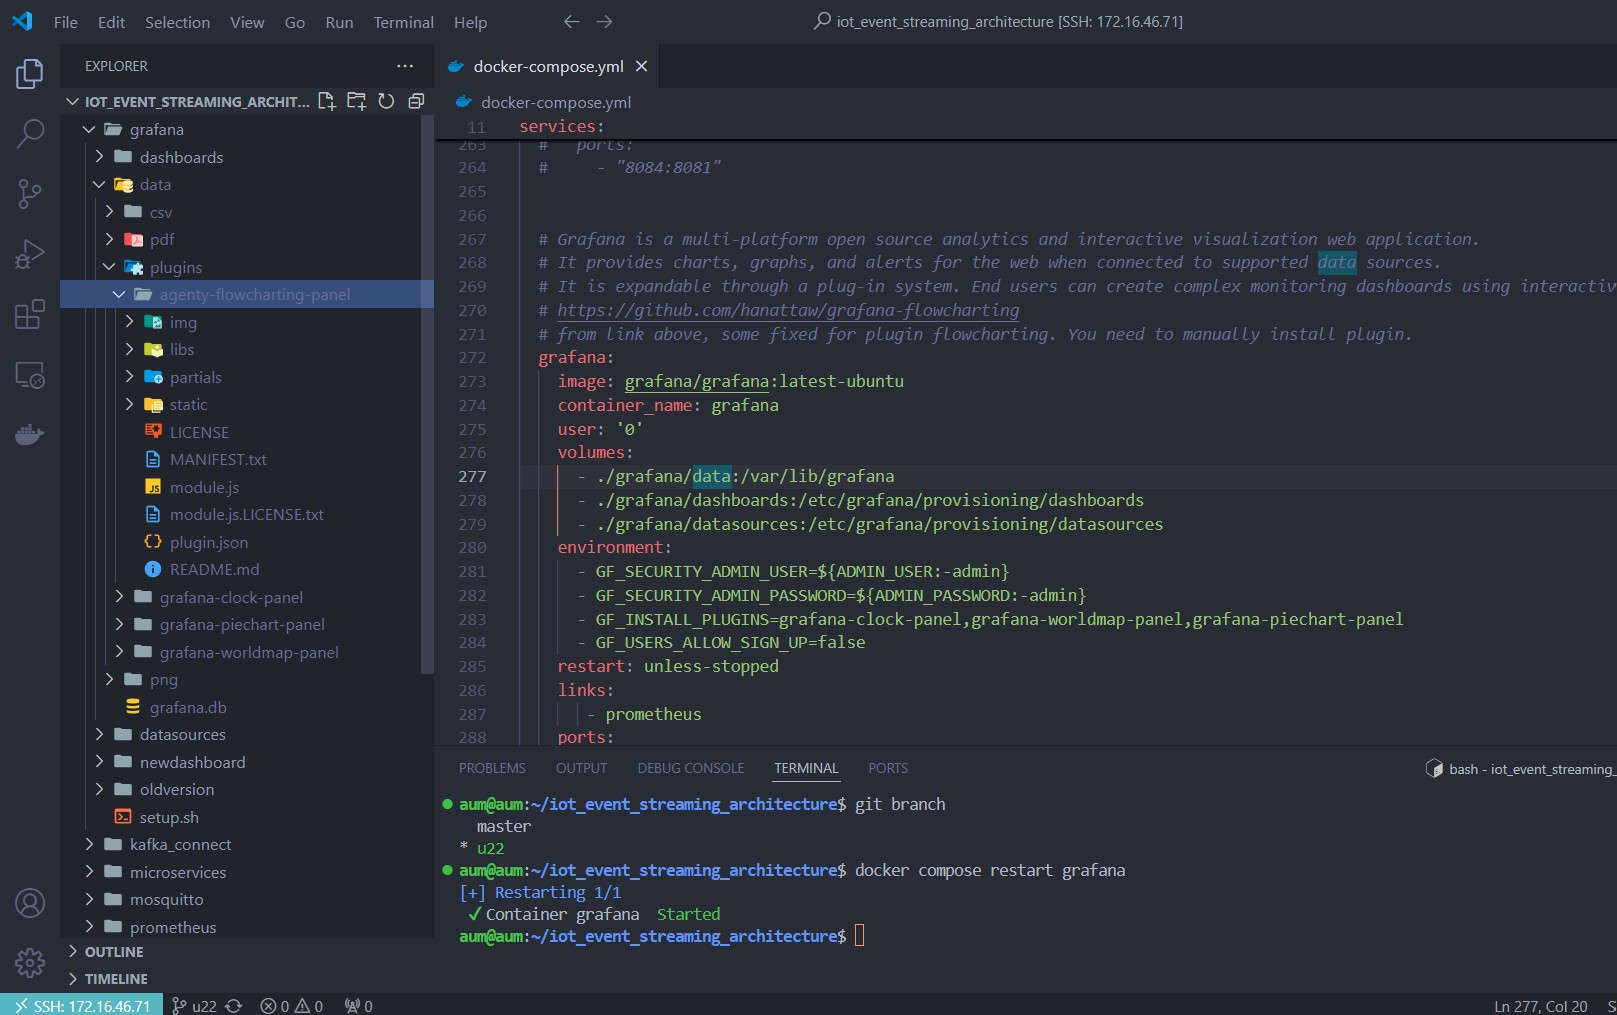 File Edit Selection View Go Run Terminal Help
iot_event_streaming_architecture [SSH: 172.16.46.71]
EXPLORER
IOT_EVENT_STREAMING_ARCHIT...
grafana
dashboards
data
csv
pdf
plugins
agenty-flowcharting-panel
img
libs
partials
static
LICENSE
MANIFEST.txt
module.js
module.js.LICENSE.txt
plugin.json
README.md
grafana-clock-panel
grafana-piechart-panel
grafana-worldmap-panel
png
grafana.db
datasources
newdashboard
oldversion
setup.sh
kafka_connect
microservices
mosquitto
prometheus
OUTLINE
TIMELINE
docker-compose.yml
docker-compose.yml
11 services:
263 # ports:
264 # - "8084:8081"
265
266
267 # Grafana is a multi-platform open source analytics and interactive visualization web application.
268 # It provides charts, graphs, and alerts for the web when connected to supported data sources.
269 # It is expandable through a plug-in system. End users can create complex monitoring dashboards using interactiv
270 # https://github.com/hanattaw/grafana-flowcharting
271 # from link above, some fixed for plugin flowcharting. You need to manually install plugin.
272 grafana:
273 image: grafana/grafana:latest-ubuntu
274 container_name: grafana
275 user: '0'
276 volumes:
277 - ./grafana/data:/var/lib/grafana
278 - ./grafana/dashboards:/etc/grafana/provisioning/dashboards
279 - ./grafana/datasources:/etc/grafana/provisioning/datasources
280 environment:
281 - GF_SECURITY_ADMIN_USER=${ADMIN_USER:-admin}
282 - GF_SECURITY_ADMIN_PASSWORD=${ADMIN_PASSWORD:-admin}
283 - GF_INSTALL_PLUGINS=grafana-clock-panel,grafana-worldmap-panel,grafana-piechart-panel
284 - GF_USERS_ALLOW_SIGN_UP=false
285 restart: unless-stopped
286 links:
287 - prometheus
288 ports:
PROBLEMS OUTPUT DEBUG CONSOLE TERMINAL PORTS
bash - iot_event_streaming_
aum@aum:~/iot_event_streaming_architecture$ git branch
master
* u22
aum@aum:~/iot_event_streaming_architecture$ docker compose restart grafana
[+] Restarting 1/1
✓ Container grafana Started
aum@aum:~/iot_event_streaming_architecture$
SSH: 172.16.46.71 u22 0 0 0
Ln 277, Col 20 S